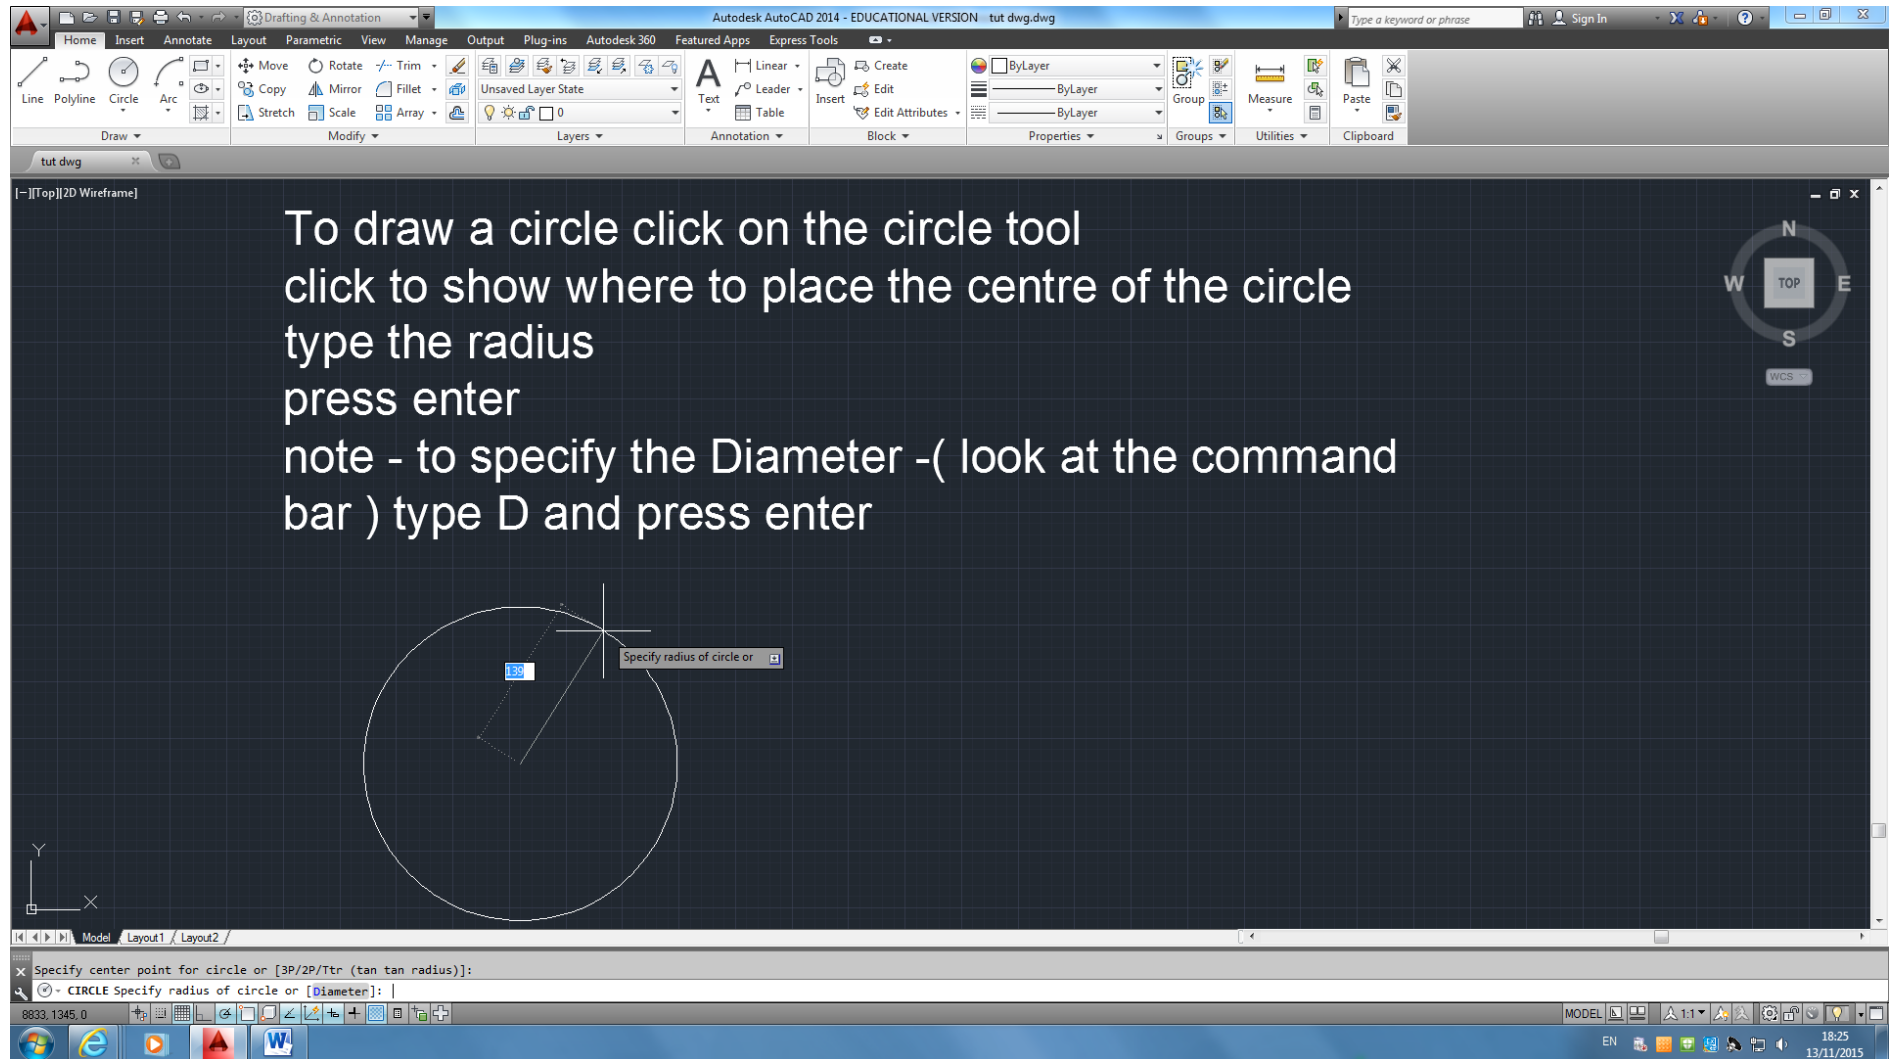 Drafting & Annotation
Autodesk AutoCAD 2014 - EDUCATIONAL VERSION tut dwg.dwg
Type a keyword or phrase
Sign In
Home Insert Annotate Layout Parametric View Manage Output Plug-ins Autodesk 360 Featured Apps Express Tools
Move Rotate Trim
Copy Mirror Fillet
Stretch Scale Array
Line Polyline Circle Arc
Unsaved Layer State
0
Text
Linear
Leader
Table
Insert
Create
Edit
Edit Attributes
ByLayer
ByLayer
ByLayer
Group
Measure
Paste
Draw Modify Layers Annotation Block Properties Groups Utilities Clipboard
tut dwg
[−][Top][2D Wireframe]
To draw a circle click on the circle tool
click to show where to place the centre of the circle
type the radius
press enter
note - to specify the Diameter -( look at the command
bar ) type D and press enter
N
W TOP E
S
WCS
139
Specify radius of circle or
Y
X
Model Layout1 Layout2
Specify center point for circle or [3P/2P/Ttr (tan tan radius)]:
CIRCLE Specify radius of circle or [Diameter]:
8833, 1345, 0
MODEL 1:1
W
EN
18:25
13/11/2015